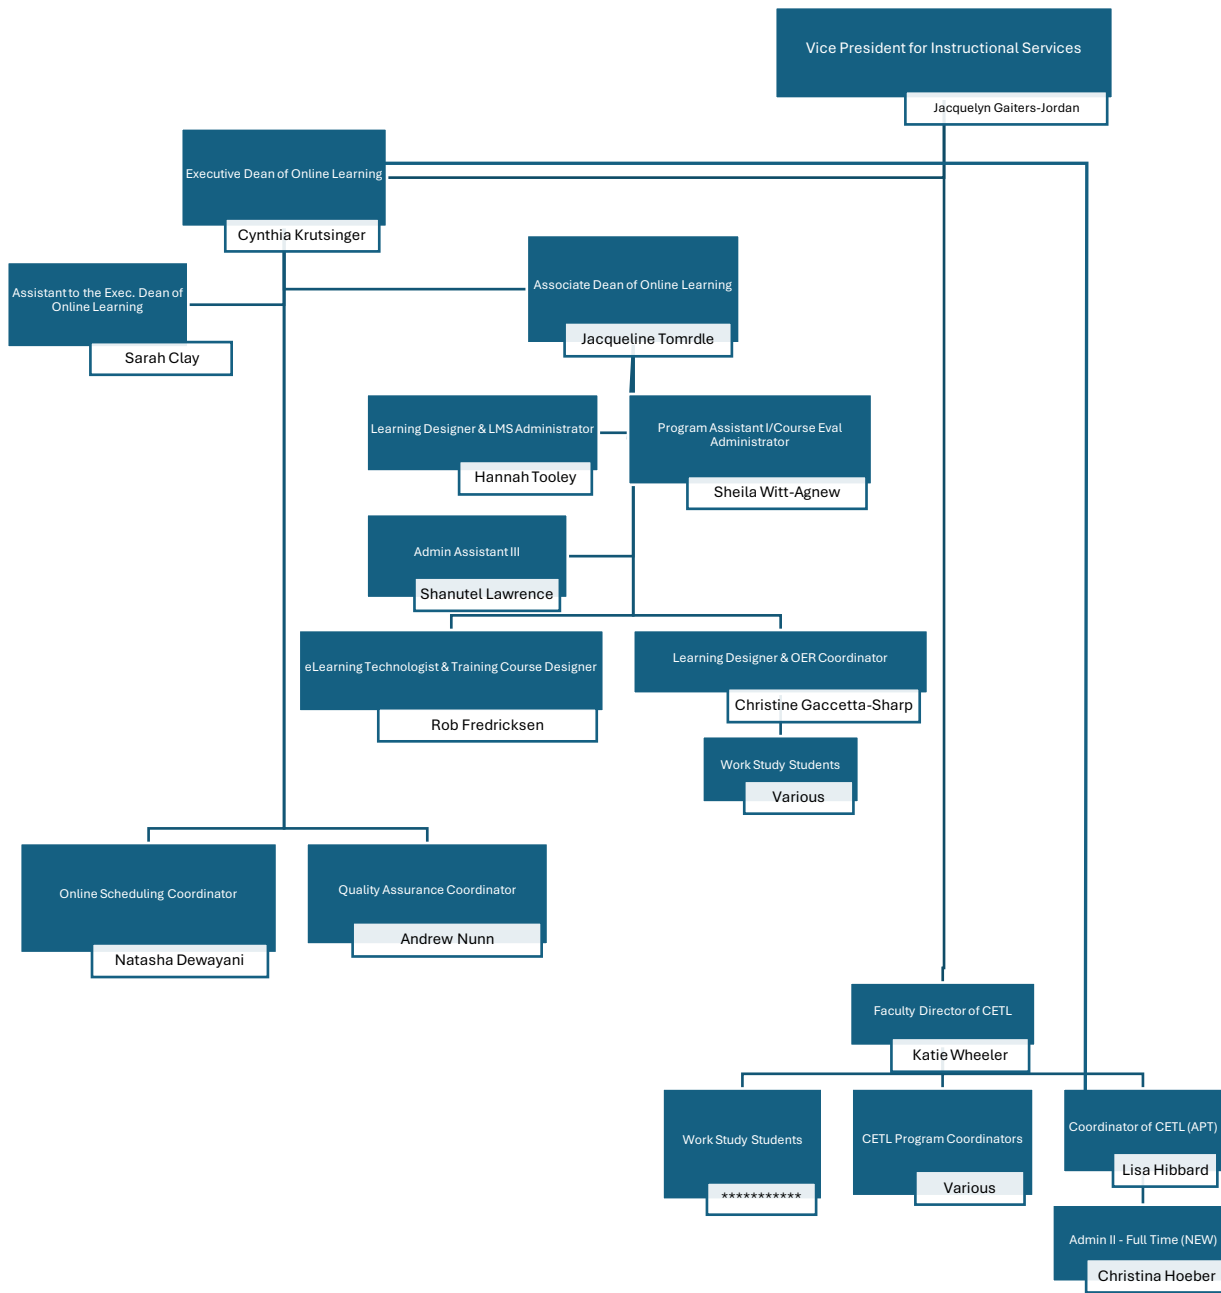 Vice President for Instructional Services
Jacquelyn Gaiters-Jordan
Executive Dean of Online Learning
Cynthia Krutsinger
Assistant to the Exec. Dean of
Online Learning
Sarah Clay
Associate Dean of Online Learning
Jacqueline Tomrdle
Learning Designer & LMS Administrator
Hannah Tooley
Program Assistant I/Course Eval
Administrator
Sheila Witt-Agnew
Admin Assistant III
Shanutel Lawrence
eLearning Technologist & Training Course Designer
Rob Fredricksen
Learning Designer & OER Coordinator
Christine Gaccetta-Sharp
Work Study Students
Various
Online Scheduling Coordinator
Natasha Dewayani
Quality Assurance Coordinator
Andrew Nunn
Faculty Director of CETL
Katie Wheeler
Work Study Students
***********
CETL Program Coordinators
Various
Coordinator of CETL (APT)
Lisa Hibbard
Admin II - Full Time (NEW)
Christina Hoeber